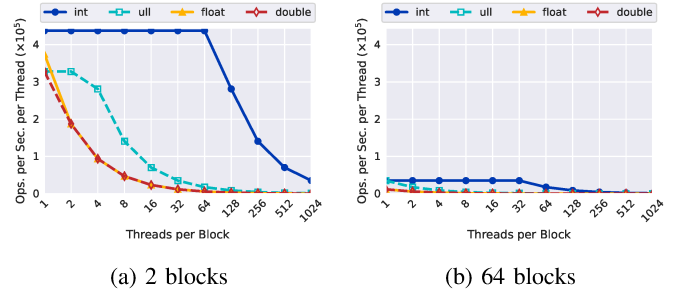 int ull float double
Ops. per Sec. per Thread (×10⁵)
4
3
2
1
0
1 2 4 8 16 32 64 128 256 512 1024
Threads per Block
(a) 2 blocks
int ull float double
Ops. per Sec. per Thread (×10⁵)
4
3
2
1
0
1 2 4 8 16 32 64 128 256 512 1024
Threads per Block
(b) 64 blocks